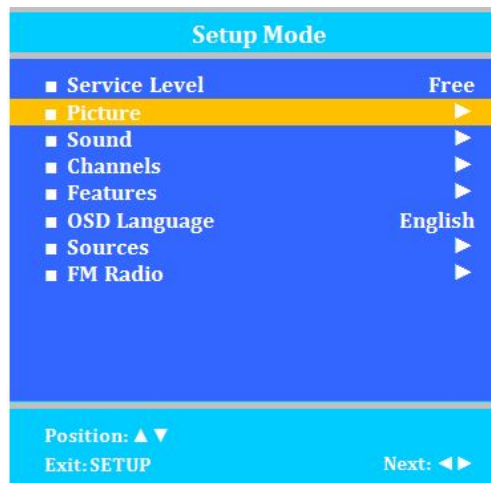 Setup Mode
■ Service Level Free
■ Picture ►
■ Sound ►
■ Channels ►
■ Features ►
■ OSD Language English
■ Sources ►
■ FM Radio ►
Position: ▲▼
Exit: SETUP Next: ◄►